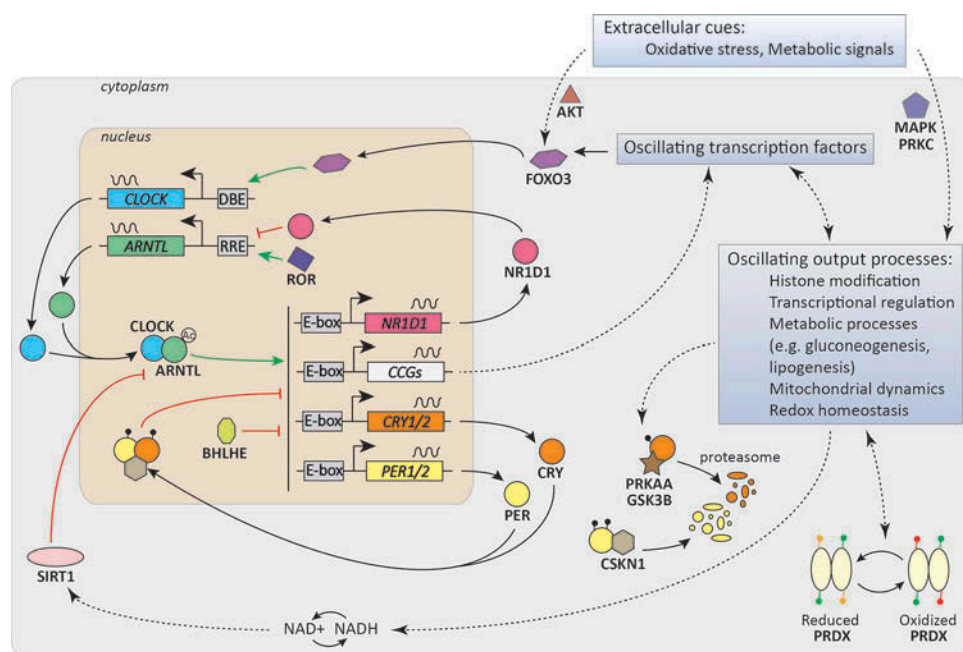 Extracellular cues:
Oxidative stress, Metabolic signals
cytoplasm
AKT
MAPK
PRKC
nucleus
Oscillating transcription factors
FOXO3
CLOCK
DBE
ARNTL
RRE
ROR
NR1D1
Oscillating output processes:
Histone modification
Transcriptional regulation
Metabolic processes
(e.g. gluconeogenesis,
lipogenesis)
Mitochondrial dynamics
Redox homeostasis
E-box
NR1D1
CLOCK
Ac
ARNTL
E-box
CCGs
E-box
CRY1/2
BHLHE
E-box
PER1/2
CRY
PER
proteasome
PRKAA
GSK3B
CSKN1
SIRT1
NAD+ NADH
Reduced
PRDX
Oxidized
PRDX